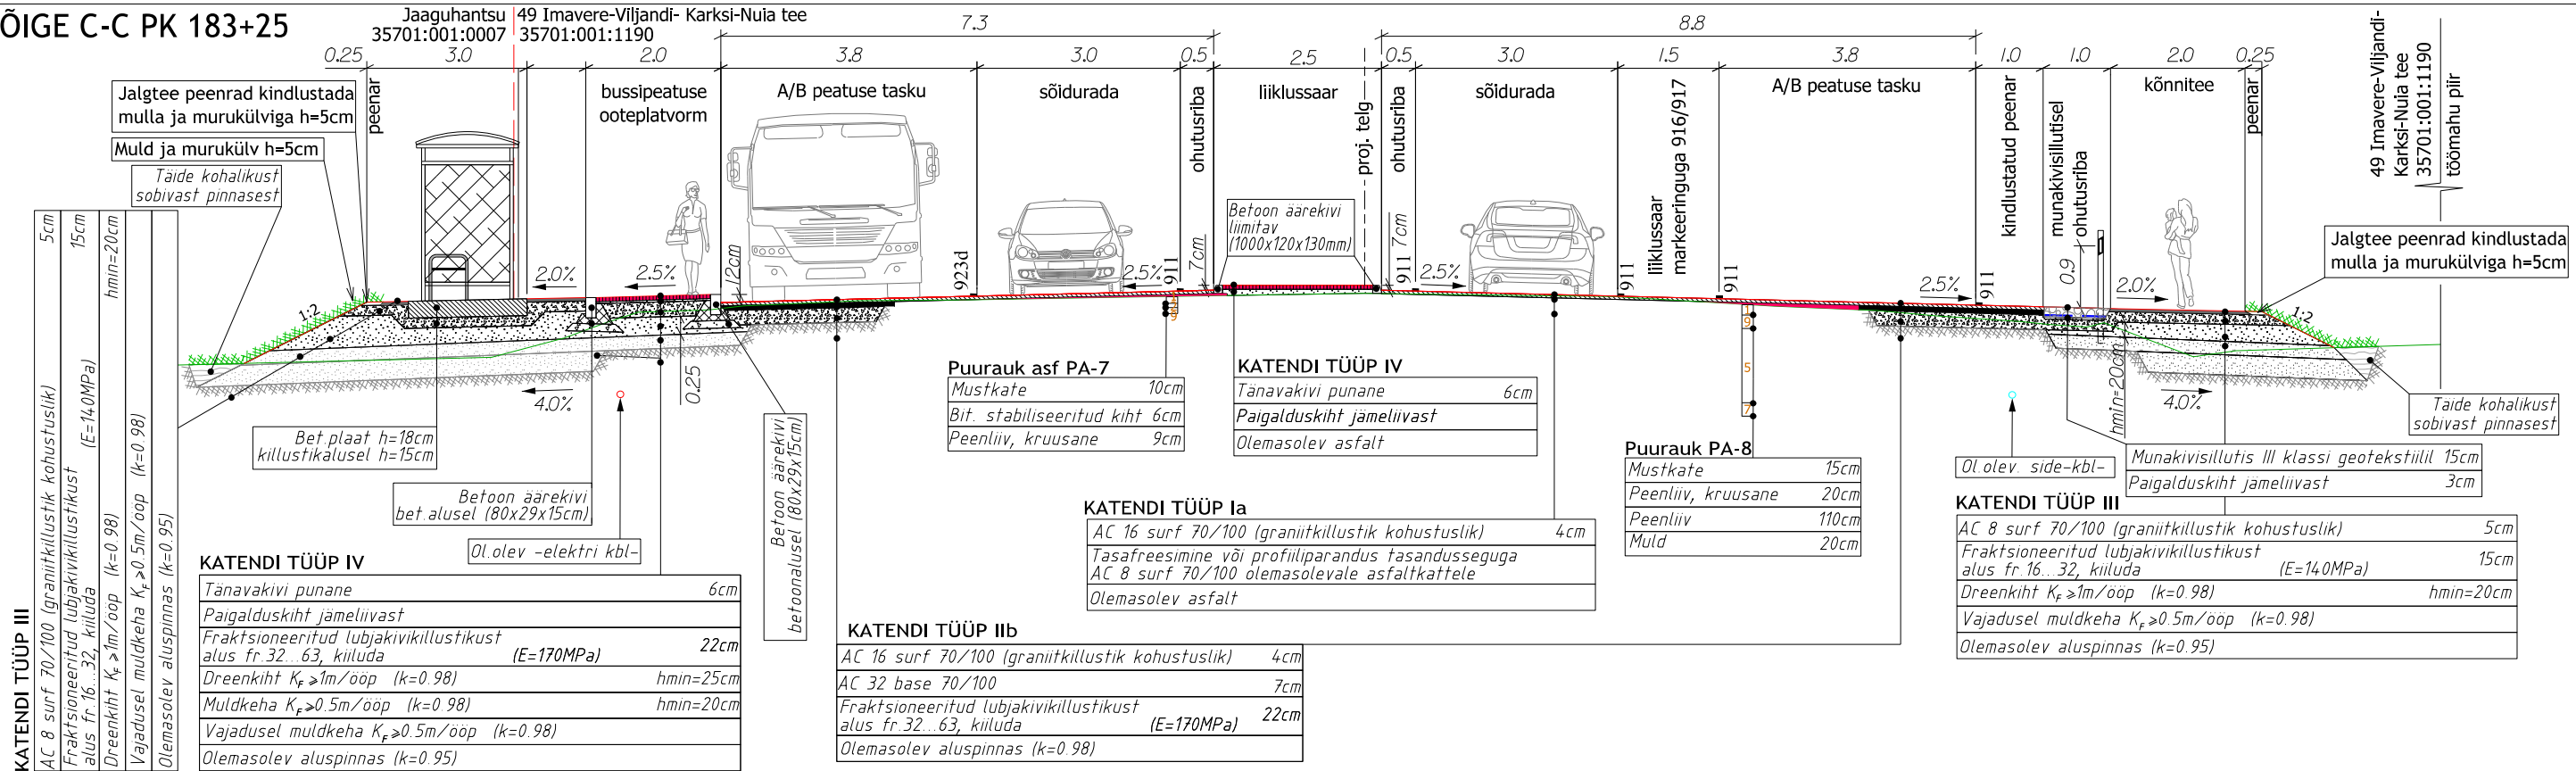 ÕIGE C-C PK 183+25
Jaaguhantsu
35701:001:0007
49 Imavere-Viljandi- Karksi-Nuia tee
35701:001:1190
7.3
8.8
0.25
3.0
2.0
3.8
3.0
0.5
2.5
0.5
3.0
1.5
3.8
1.0
1.0
2.0
0.25
Jalgtee peenrad kindlustada
mulla ja murukülviga h=5cm
Muld ja murukülv h=5cm
Täide kohalikust
sobivast pinnasest
peenar
bussipeatuse
ooteplatvorm
A/B peatuse tasku
sõidurada
ohutusriba
liiklussaar
proj. telg
ohutusriba
sõidurada
liiklussaar
markeeringuga 916/917
A/B peatuse tasku
kindlustatud peenar
munakivisillutisel
ohutusriba
kõnnitee
peenar
49 Imavere-Viljandi-
Karksi-Nuia tee
35701:001:1190
töömahu piir
Betoon äärekivi
liimitav
(1000x120x130mm)
Jalgtee peenrad kindlustada
mulla ja murukülviga h=5cm
1:2
2.0%
2.5%
12cm
923d
2.5%
911
7cm
911
7cm
2.5%
911
911
2.5%
911
0.9
2.0%
1:2
4.0%
0.25
9
9
5
7
hmin=20cm
4.0%
Täide kohalikust
sobivast pinnasest
Bet.plaat h=18cm
killustikalusel h=15cm
Betoon äärekivi
bet.alusel (80x29x15cm)
Ol.olev -elektri kbl-
Betoon äärekivi
betoonalusel (80x29x15cm)
Puurauk asf PA-7
Mustkate 10cm
Bit. stabiliseeritud kiht 6cm
Peenliiv, kruusane 9cm
KATENDI TÜÜP IV
Tänavakivi punane 6cm
Paigalduskiht jämeliivast
Olemasolev asfalt
Puurauk PA-8
Mustkate 15cm
Peenliiv, kruusane 20cm
Peenliiv 110cm
Muld 20cm
Ol.olev. side-kbl-
Munakivisillutis III klassi geotekstiilil 15cm
Paigalduskiht jämeliivast 3cm
KATENDI TÜÜP III
AC 8 surf 70/100 (graniitkillustik kohustuslik) 5cm
Fraktsioneeritud lubjakivikillustikust
alus fr.16...32, kiiluda (E=140MPa) 15cm
Dreenkiht KF ≥1m/ööp (k=0.98) hmin=20cm
Vajadusel muldkeha KF ≥0.5m/ööp (k=0.98)
Olemasolev aluspinnas (k=0.95)
KATENDI TÜÜP IV
Tänavakivi punane 6cm
Paigalduskiht jämeliivast
Fraktsioneeritud lubjakivikillustikust
alus fr.32...63, kiiluda (E=170MPa) 22cm
Dreenkiht KF ≥1m/ööp (k=0.98) hmin=25cm
Muldkeha KF ≥0.5m/ööp (k=0.98) hmin=20cm
Vajadusel muldkeha KF ≥0.5m/ööp (k=0.98)
Olemasolev aluspinnas (k=0.95)
KATENDI TÜÜP Ia
AC 16 surf 70/100 (graniitkillustik kohustuslik) 4cm
Tasafreesimine või profiiliparandus tasandusseguga
AC 8 surf 70/100 olemasolevale asfaltkattele
Olemasolev asfalt
KATENDI TÜÜP IIb
AC 16 surf 70/100 (graniitkillustik kohustuslik) 4cm
AC 32 base 70/100 7cm
Fraktsioneeritud lubjakivikillustikust
alus fr.32...63, kiiluda (E=170MPa) 22cm
Olemasolev aluspinnas (k=0.98)
KATENDI TÜÜP III
AC 8 surf 70/100 (graniitkillustik kohustuslik) 5cm
Fraktsioneeritud lubjakivikillustikust 15cm
alus fr.16...32, kiiluda (E=140MPa)
Dreenkiht KF ≥1m/ööp (k=0.98) hmin=20cm
Vajadusel muldkeha KF ≥0.5m/ööp (k=0.98)
Olemasolev aluspinnas (k=0.95)